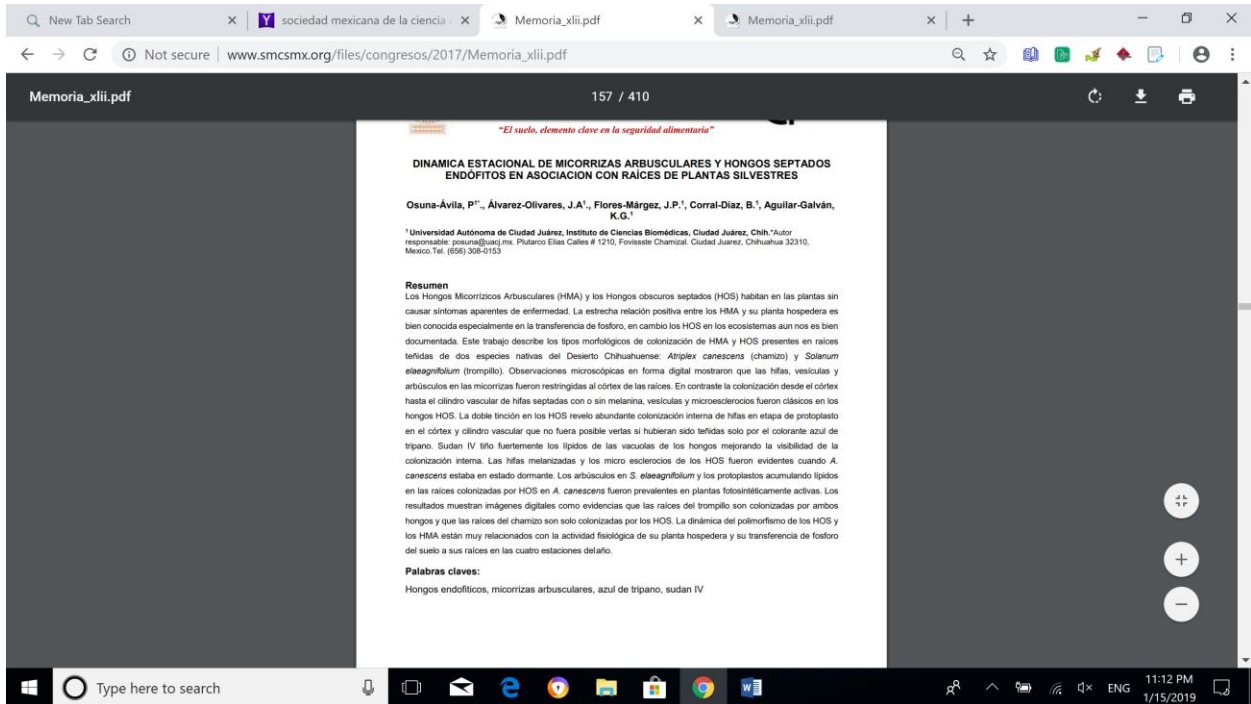 New Tab Search
sociedad mexicana de la ciencia
Memoria_xlii.pdf
Memoria_xlii.pdf
Not secure | www.smcsmx.org/files/congresos/2017/Memoria_xlii.pdf
Memoria_xlii.pdf
157 / 410
"El suelo, elemento clave en la seguridad alimentaria"
DINAMICA ESTACIONAL DE MICORRIZAS ARBUSCULARES Y HONGOS SEPTADOS
ENDÓFITOS EN ASOCIACION CON RAÍCES DE PLANTAS SILVESTRES
Osuna-Ávila, P¹*., Álvarez-Olivares, J.A¹., Flores-Márgez, J.P.¹, Corral-Díaz, B.¹, Aguilar-Galván,
K.G.¹
¹ Universidad Autónoma de Ciudad Juárez, Instituto de Ciencias Biomédicas, Ciudad Juárez, Chih.*Autor
responsable: posuna@uacj.mx. Plutarco Elias Calles # 1210, Fovissste Chamizal. Ciudad Juarez, Chihuahua 32310,
Mexico.Tel. (656) 308-0153
Resumen
Los Hongos Micorrízicos Arbusculares (HMA) y los Hongos obscuros septados (HOS) habitan en las plantas sin
causar síntomas aparentes de enfermedad. La estrecha relación positiva entre los HMA y su planta hospedera es
bien conocida especialmente en la transferencia de fosforo, en cambio los HOS en los ecosistemas aun nos es bien
documentada. Este trabajo describe los tipos morfológicos de colonización de HMA y HOS presentes en raíces
teñidas de dos especies nativas del Desierto Chihuahuense: Atriplex canescens (chamizo) y Solanum
elaeagnifolium (trompillo). Observaciones microscópicas en forma digital mostraron que las hifas, vesículas y
arbúsculos en las micorrizas fueron restringidas al córtex de las raíces. En contraste la colonización desde el córtex
hasta el cilindro vascular de hifas septadas con o sin melanina, vesículas y microesclerocios fueron clásicos en los
hongos HOS. La doble tinción en los HOS revelo abundante colonización interna de hifas en etapa de protoplasto
en el córtex y cilindro vascular que no fuera posible verlas si hubieran sido teñidas solo por el colorante azul de
tripano. Sudan IV tiño fuertemente los lípidos de las vacuolas de los hongos mejorando la visibilidad de la
colonización interna. Las hifas melanizadas y los micro esclerocios de los HOS fueron evidentes cuando A.
canescens estaba en estado dormante. Los arbúsculos en S. elaeagnifolium y los protoplastos acumulando lípidos
en las raíces colonizadas por HOS en A. canescens fueron prevalentes en plantas fotosintéticamente activas. Los
resultados muestran imágenes digitales como evidencias que las raíces del trompillo son colonizadas por ambos
hongos y que las raíces del chamizo son solo colonizadas por los HOS. La dinámica del polimorfismo de los HOS y
los HMA están muy relacionados con la actividad fisiológica de su planta hospedera y su transferencia de fosforo
del suelo a sus raíces en las cuatro estaciones delaño.
Palabras claves:
Hongos endofiticos, micorrizas arbusculares, azul de tripano, sudan IV
Type here to search
ENG
11:12 PM
1/15/2019